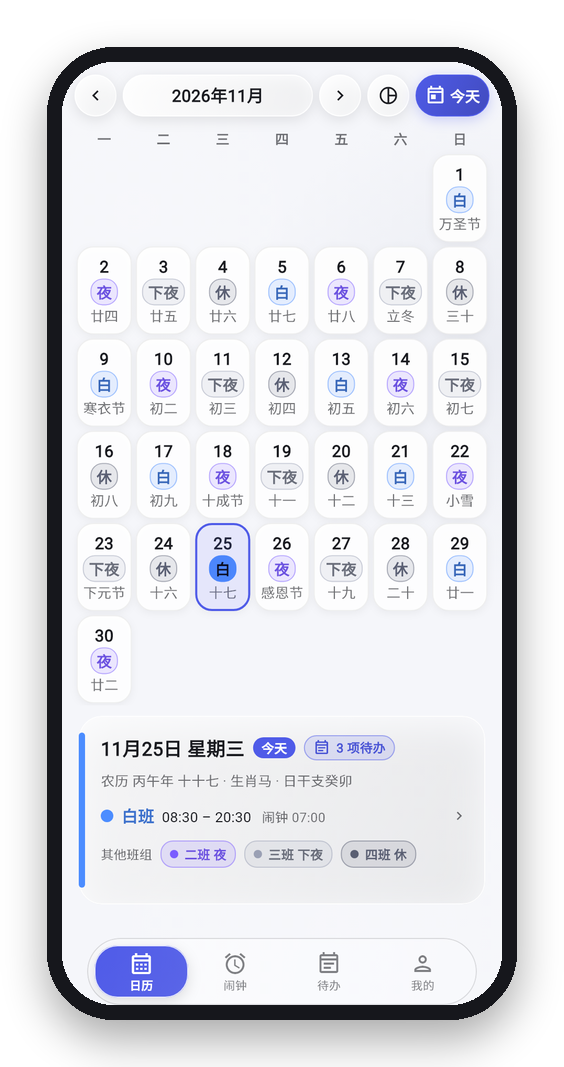 2026年11月 今天
一 二 三 四 五 六 日
1
白
万圣节
2 3 4 5 6 7 8
夜 下夜 休 白 夜 下夜 休
廿四 廿五 廿六 廿七 廿八 立冬 三十
9 10 11 12 13 14 15
白 夜 下夜 休 白 夜 下夜
寒衣节 初二 初三 初四 初五 初六 初七
16 17 18 19 20 21 22
休 白 夜 下夜 休 白 夜
初八 初九 十成节 十一 十二 十三 小雪
23 24 25 26 27 28 29
下夜 休 白 夜 下夜 休 白
下元节 十六 十七 感恩节 十九 二十 廿一
30
夜
廿二
11月25日 星期三 今天 3 项待办
农历 丙午年 十十七 · 生肖马 · 日干支癸卯
白班 08:30 – 20:30 闹钟 07:00
其他班组 二班 夜 三班 下夜 四班 休
日历 闹钟 待办 我的